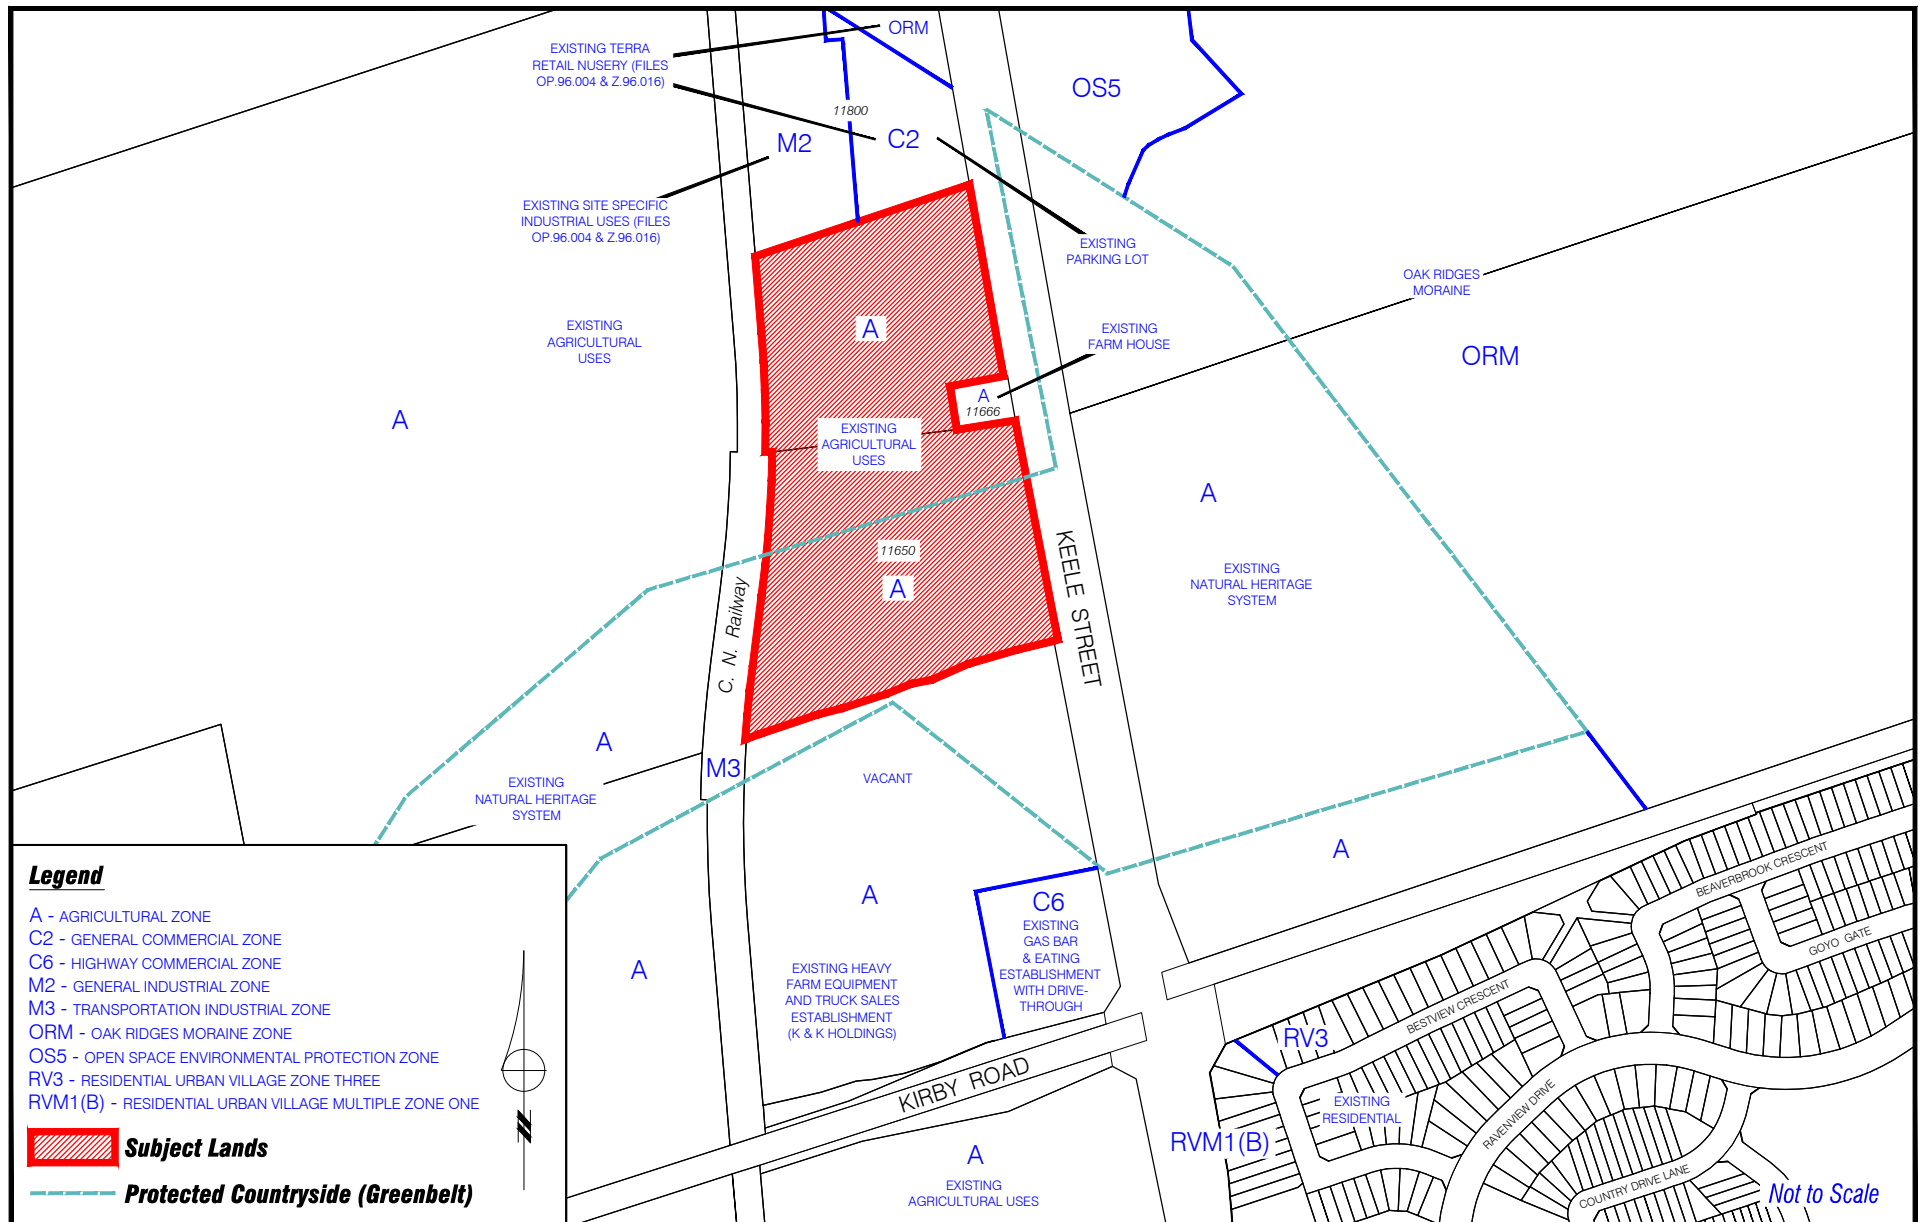 ORM
EXISTING TERRA
RETAIL NUSERY (FILES
OP.96.004 & Z.96.016)
OS5
11800
M2
C2
EXISTING SITE SPECIFIC
INDUSTRIAL USES (FILES
OP.96.004 & Z.96.016)
EXISTING
PARKING LOT
OAK RIDGES
MORAINE
EXISTING
AGRICULTURAL
USES
A
EXISTING
FARM HOUSE
ORM
A
11666
A
EXISTING
AGRICULTURAL
USES
A
11650
A
KEELE STREET
EXISTING
NATURAL HERITAGE
SYSTEM
C. N. Railway
A
M3
EXISTING
NATURAL HERITAGE
SYSTEM
VACANT
A
A
C6
EXISTING
GAS BAR
& EATING
ESTABLISHMENT
WITH DRIVE-
THROUGH
A
EXISTING HEAVY
FARM EQUIPMENT
AND TRUCK SALES
ESTABLISHMENT
(K & K HOLDINGS)
BEAVERBROOK CRESCENT
GOYO GATE
BESTVIEW CRESCENT
RV3
KIRBY ROAD
EXISTING
RESIDENTIAL
RAVENVIEW DRIVE
RVM1(B)
A
EXISTING
AGRICULTURAL USES
COUNTRY DRIVE LANE
Not to Scale
Legend
A - AGRICULTURAL ZONE
C2 - GENERAL COMMERCIAL ZONE
C6 - HIGHWAY COMMERCIAL ZONE
M2 - GENERAL INDUSTRIAL ZONE
M3 - TRANSPORTATION INDUSTRIAL ZONE
ORM - OAK RIDGES MORAINE ZONE
OS5 - OPEN SPACE ENVIRONMENTAL PROTECTION ZONE
RV3 - RESIDENTIAL URBAN VILLAGE ZONE THREE
RVM1(B) - RESIDENTIAL URBAN VILLAGE MULTIPLE ZONE ONE
Subject Lands
Protected Countryside (Greenbelt)